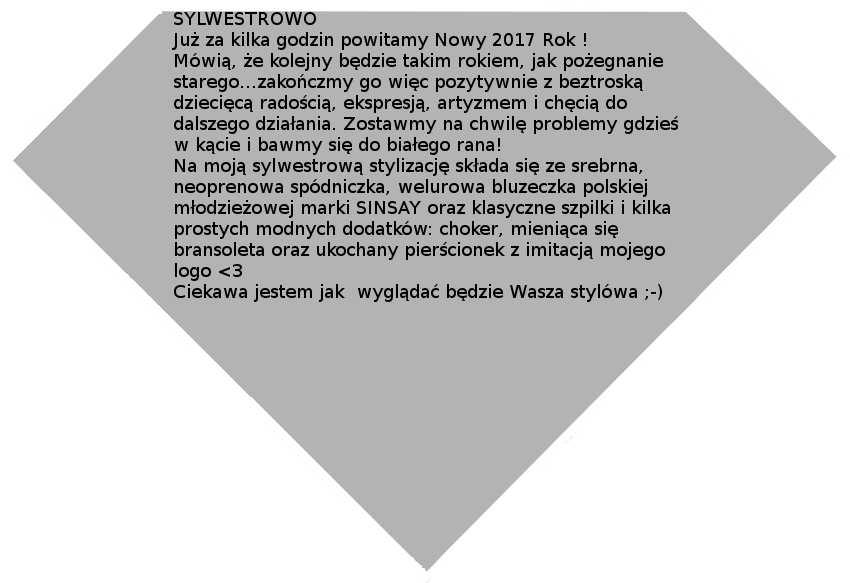 SYLWESTROWO
Już za kilka godzin powitamy Nowy 2017 Rok !
Mówią, że kolejny będzie takim rokiem, jak pożegnanie
starego...zakończmy go więc pozytywnie z beztroską
dziecięcą radością, ekspresją, artyzmem i chęcią do
dalszego działania. Zostawmy na chwilę problemy gdzieś
w kącie i bawmy się do białego rana!
Na moją sylwestrową stylizację składa się ze srebrna,
neoprenowa spódniczka, welurowa bluzeczka polskiej
młodzieżowej marki SINSAY oraz klasyczne szpilki i kilka
prostych modnych dodatków: choker, mieniąca się
bransoleta oraz ukochany pierścionek z imitacją mojego
logo <3
Ciekawa jestem jak  wyglądać będzie Wasza stylówa ;-)